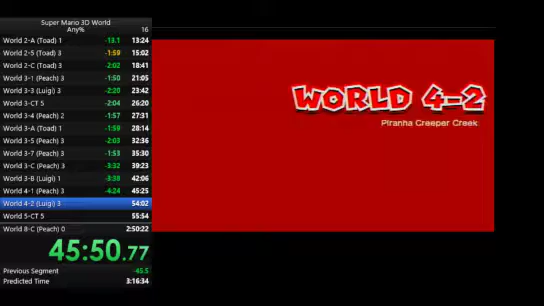 Super Mario 3D World
Any% 16
World 2-A (Toad) 1 -13.1 13:24
World 2-5 (Toad) 3 -1:59 15:02
World 2-C (Toad) 3 -2:02 18:41
World 3-1 (Peach) 3 -1:50 21:05
World 3-3 (Luigi) 3 -2:20 23:42
World 3-CT 5 -2:04 26:20
World 3-4 (Peach) 2 -1:57 27:31
World 3-A (Toad) 1 -1:59 28:14
World 3-5 (Peach) 3 -2:03 32:36
World 3-7 (Peach) 3 -1:53 35:30
World 3-C (Peach) 3 -3:32 39:23
World 3-B (Luigi) 1 -3:38 42:06
World 4-1 (Peach) 3 -4:24 45:25
World 4-2 (Luigi) 3 54:02
World 5-CT 5 55:54
World 8-C (Peach) 0 2:50:22
45:50.77
Previous Segment -45.5
Predicted Time 3:16:34
WORLD 4-2
Piranha Creeper Creek